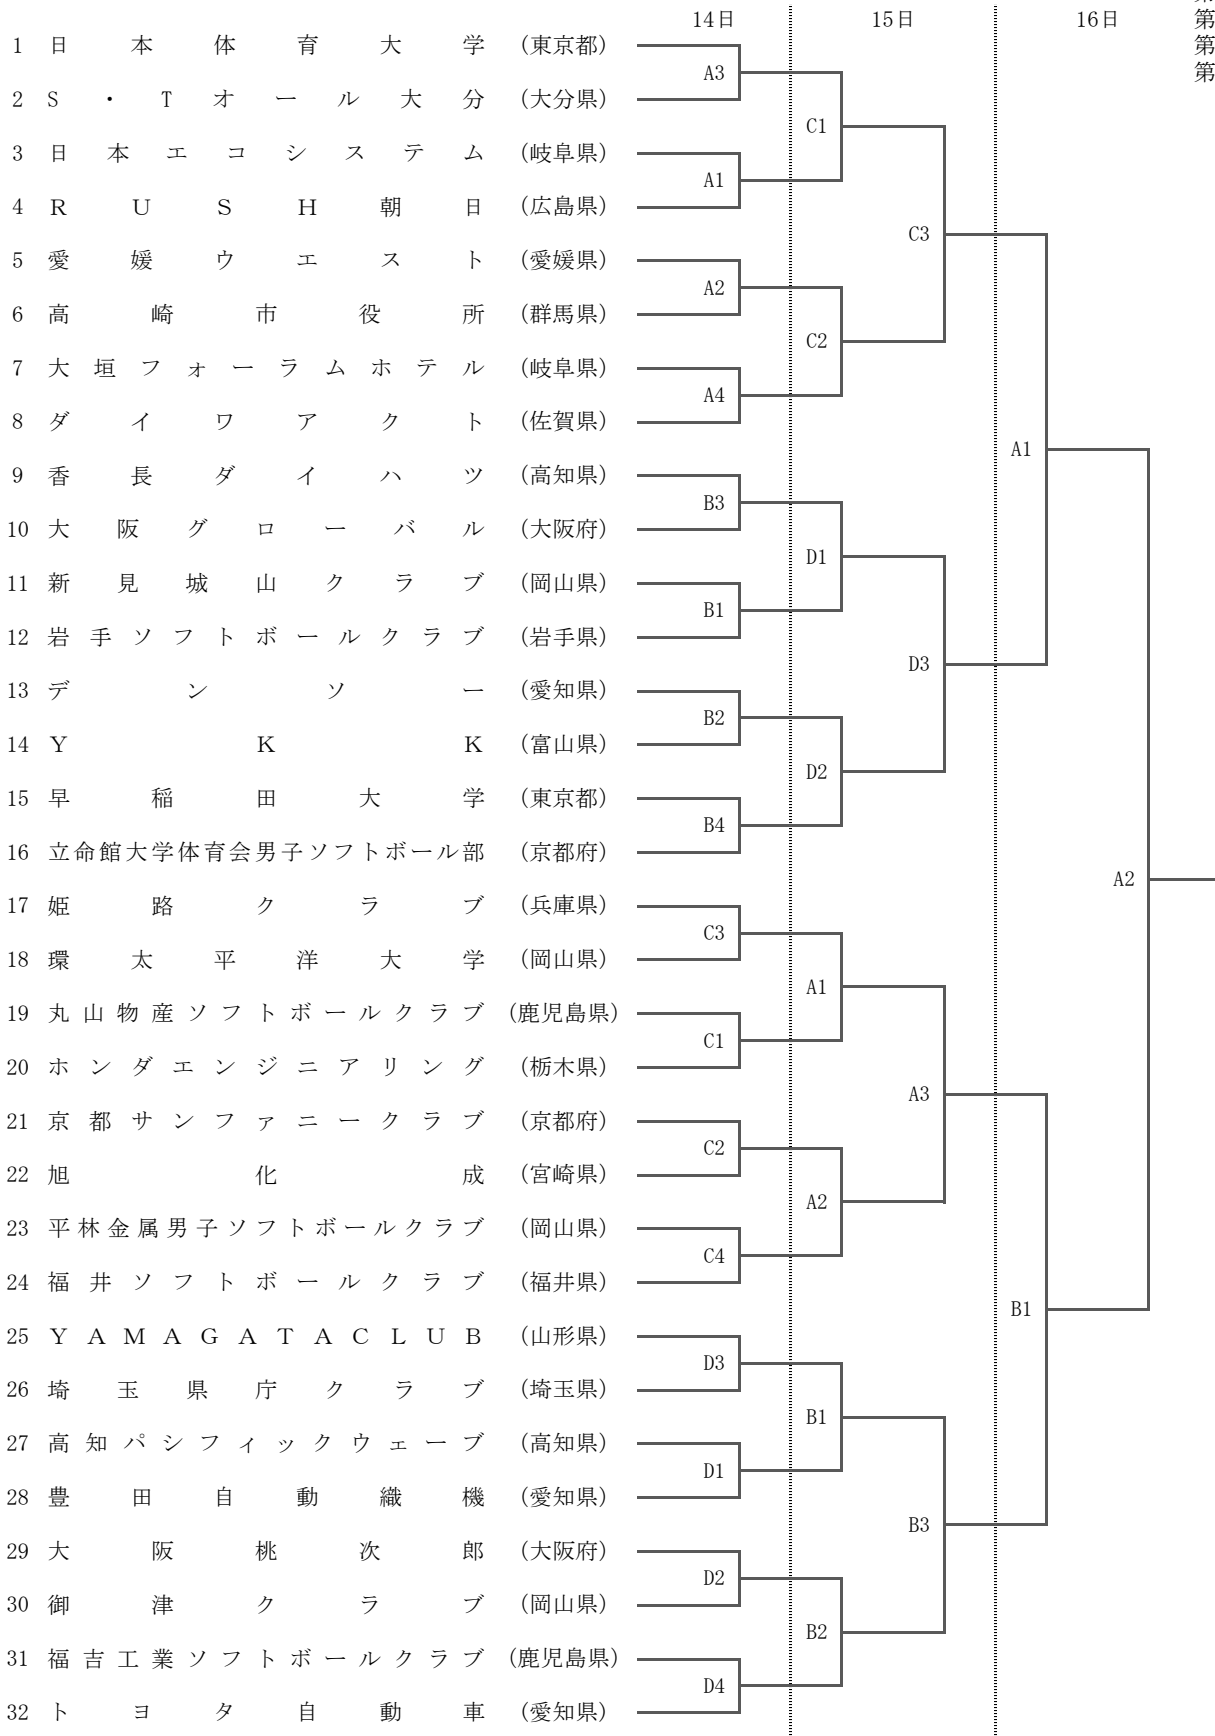 14日 15日 16日
第
第
第
1 日本体育大学 (東京都)
A3
2 S・Tオール大分 (大分県)
C1
3 日本エコシステム (岐阜県)
A1
4 RUSH朝日 (広島県)
C3
5 愛媛ウエスト (愛媛県)
A2
6 高崎市役所 (群馬県)
C2
7 大垣フォーラムホテル (岐阜県)
A4
8 ダイワアクト (佐賀県)
A1
9 香長ダイハツ (高知県)
B3
10 大阪グローバル (大阪府)
D1
11 新見城山クラブ (岡山県)
B1
12 岩手ソフトボールクラブ (岩手県)
D3
13 デンソー (愛知県)
B2
14 YKK (富山県)
D2
15 早稲田大学 (東京都)
B4
16 立命館大学体育会男子ソフトボール部 (京都府)
A2
17 姫路クラブ (兵庫県)
C3
18 環太平洋大学 (岡山県)
A1
19 丸山物産ソフトボールクラブ (鹿児島県)
C1
20 ホンダエンジニアリング (栃木県)
A3
21 京都サンファニークラブ (京都府)
C2
22 旭化成 (宮崎県)
A2
23 平林金属男子ソフトボールクラブ (岡山県)
C4
24 福井ソフトボールクラブ (福井県)
B1
25 YAMAGATACLUB (山形県)
D3
26 埼玉県庁クラブ (埼玉県)
B1
27 高知パシフィックウェーブ (高知県)
D1
28 豊田自動織機 (愛知県)
B3
29 大阪桃次郎 (大阪府)
D2
30 御津クラブ (岡山県)
B2
31 福吉工業ソフトボールクラブ (鹿児島県)
D4
32 トヨタ自動車 (愛知県)